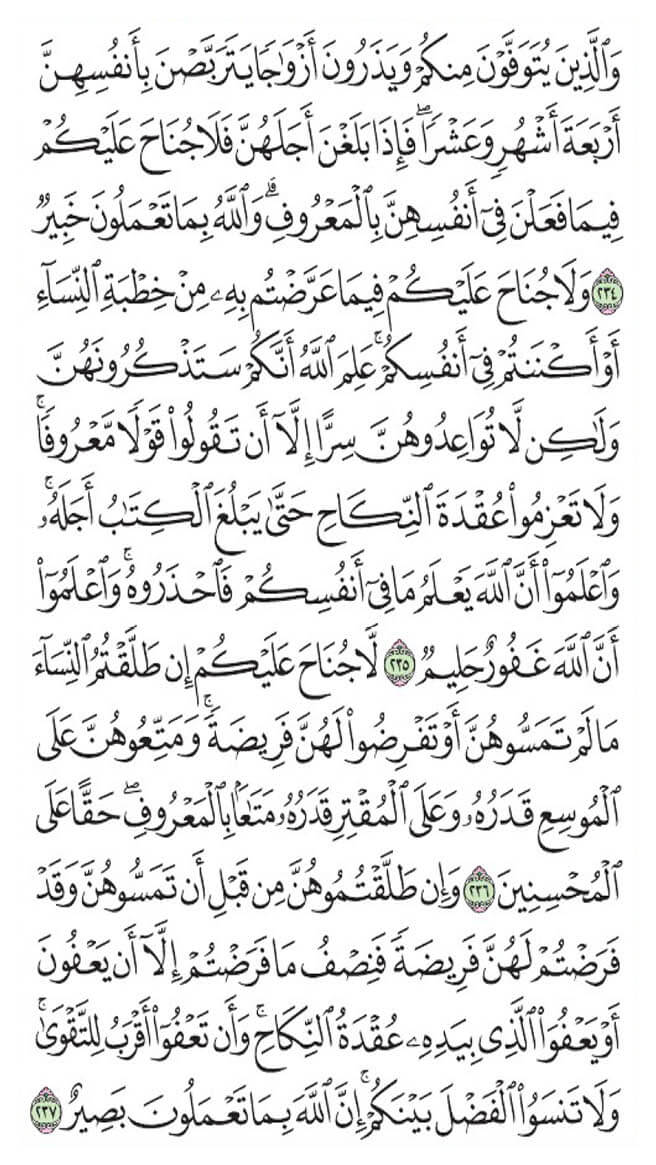 وَٱلَّذِينَ يُتَوَفَّوۡنَ مِنكُمۡ وَيَذَرُونَ أَزۡوَٰجٗا يَتَرَبَّصۡنَ بِأَنفُسِهِنَّ
أَرۡبَعَةَ أَشۡهُرٖ وَعَشۡرٗاۖ فَإِذَا بَلَغۡنَ أَجَلَهُنَّ فَلَا جُنَاحَ عَلَيۡكُمۡ
فِيمَا فَعَلۡنَ فِيٓ أَنفُسِهِنَّ بِٱلۡمَعۡرُوفِۗ وَٱللَّهُ بِمَا تَعۡمَلُونَ خَبِيرٞ
٢٣٤ وَلَا جُنَاحَ عَلَيۡكُمۡ فِيمَا عَرَّضۡتُم بِهِۦ مِنۡ خِطۡبَةِ ٱلنِّسَآءِ
أَوۡ أَكۡنَنتُمۡ فِيٓ أَنفُسِكُمۡۚ عَلِمَ ٱللَّهُ أَنَّكُمۡ سَتَذۡكُرُونَهُنَّ
وَلَٰكِن لَّا تُوَاعِدُوهُنَّ سِرًّا إِلَّآ أَن تَقُولُواْ قَوۡلٗا مَّعۡرُوفٗاۚ
وَلَا تَعۡزِمُواْ عُقۡدَةَ ٱلنِّكَاحِ حَتَّىٰ يَبۡلُغَ ٱلۡكِتَٰبُ أَجَلَهُۥۚ
وَٱعۡلَمُوٓاْ أَنَّ ٱللَّهَ يَعۡلَمُ مَا فِيٓ أَنفُسِكُمۡ فَٱحۡذَرُوهُۚ وَٱعۡلَمُوٓاْ
أَنَّ ٱللَّهَ غَفُورٌ حَلِيمٞ ٢٣٥ لَّا جُنَاحَ عَلَيۡكُمۡ إِن طَلَّقۡتُمُ ٱلنِّسَآءَ
مَا لَمۡ تَمَسُّوهُنَّ أَوۡ تَفۡرِضُواْ لَهُنَّ فَرِيضَةٗۚ وَمَتِّعُوهُنَّ عَلَى
ٱلۡمُوسِعِ قَدَرُهُۥ وَعَلَى ٱلۡمُقۡتِرِ قَدَرُهُۥ مَتَٰعَۢا بِٱلۡمَعۡرُوفِۖ حَقًّا عَلَى
ٱلۡمُحۡسِنِينَ ٢٣٦ وَإِن طَلَّقۡتُمُوهُنَّ مِن قَبۡلِ أَن تَمَسُّوهُنَّ وَقَدۡ
فَرَضۡتُمۡ لَهُنَّ فَرِيضَةٗ فَنِصۡفُ مَا فَرَضۡتُمۡ إِلَّآ أَن يَعۡفُونَ
أَوۡ يَعۡفُوَاْ ٱلَّذِي بِيَدِهِۦ عُقۡدَةُ ٱلنِّكَاحِۚ وَأَن تَعۡفُوٓاْ أَقۡرَبُ لِلتَّقۡوَىٰۚ
وَلَا تَنسَوُاْ ٱلۡفَضۡلَ بَيۡنَكُمۡۚ إِنَّ ٱللَّهَ بِمَا تَعۡمَلُونَ بَصِيرٌ ٢٣٧